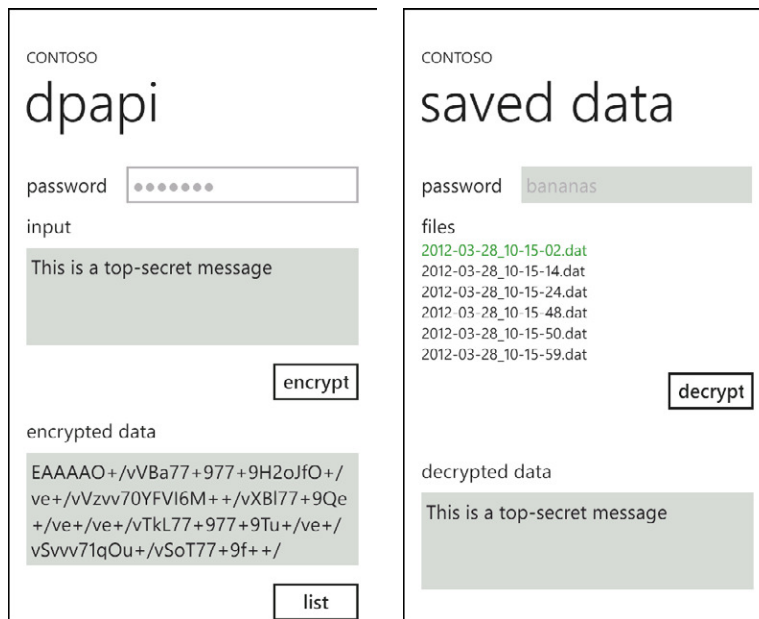 CONTOSO
dpapi
password
input
This is a top-secret message
encrypt
encrypted data
EAAAAO+/vVBa77+977+9H2oJfO+/
ve+/vVzvv70YFVI6M++/vXBl77+9Qe
+/ve+/ve+/vTkL77+977+9Tu+/ve+/
vSvvv71qOu+/vSoT77+9f++/
list
CONTOSO
saved data
password bananas
files
2012-03-28_10-15-02.dat
2012-03-28_10-15-14.dat
2012-03-28_10-15-24.dat
2012-03-28_10-15-48.dat
2012-03-28_10-15-50.dat
2012-03-28_10-15-59.dat
decrypt
decrypted data
This is a top-secret message